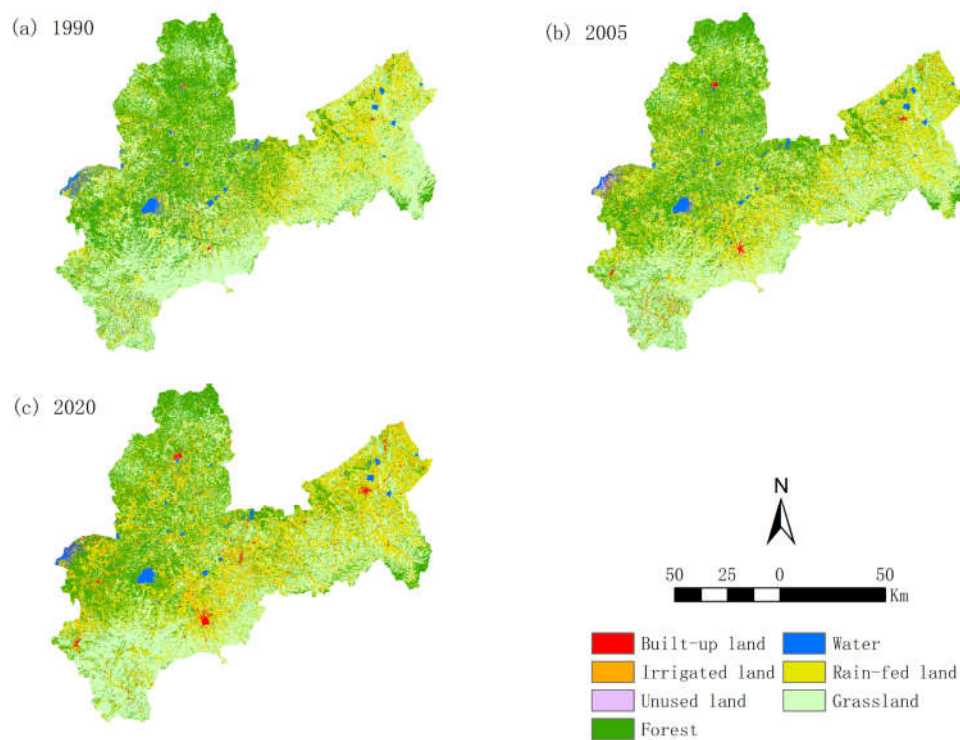 (a) 1990
(b) 2005
(c) 2020
N
50 25 0 50
Km
Built-up land
Water
Irrigated land
Rain-fed land
Unused land
Grassland
Forest